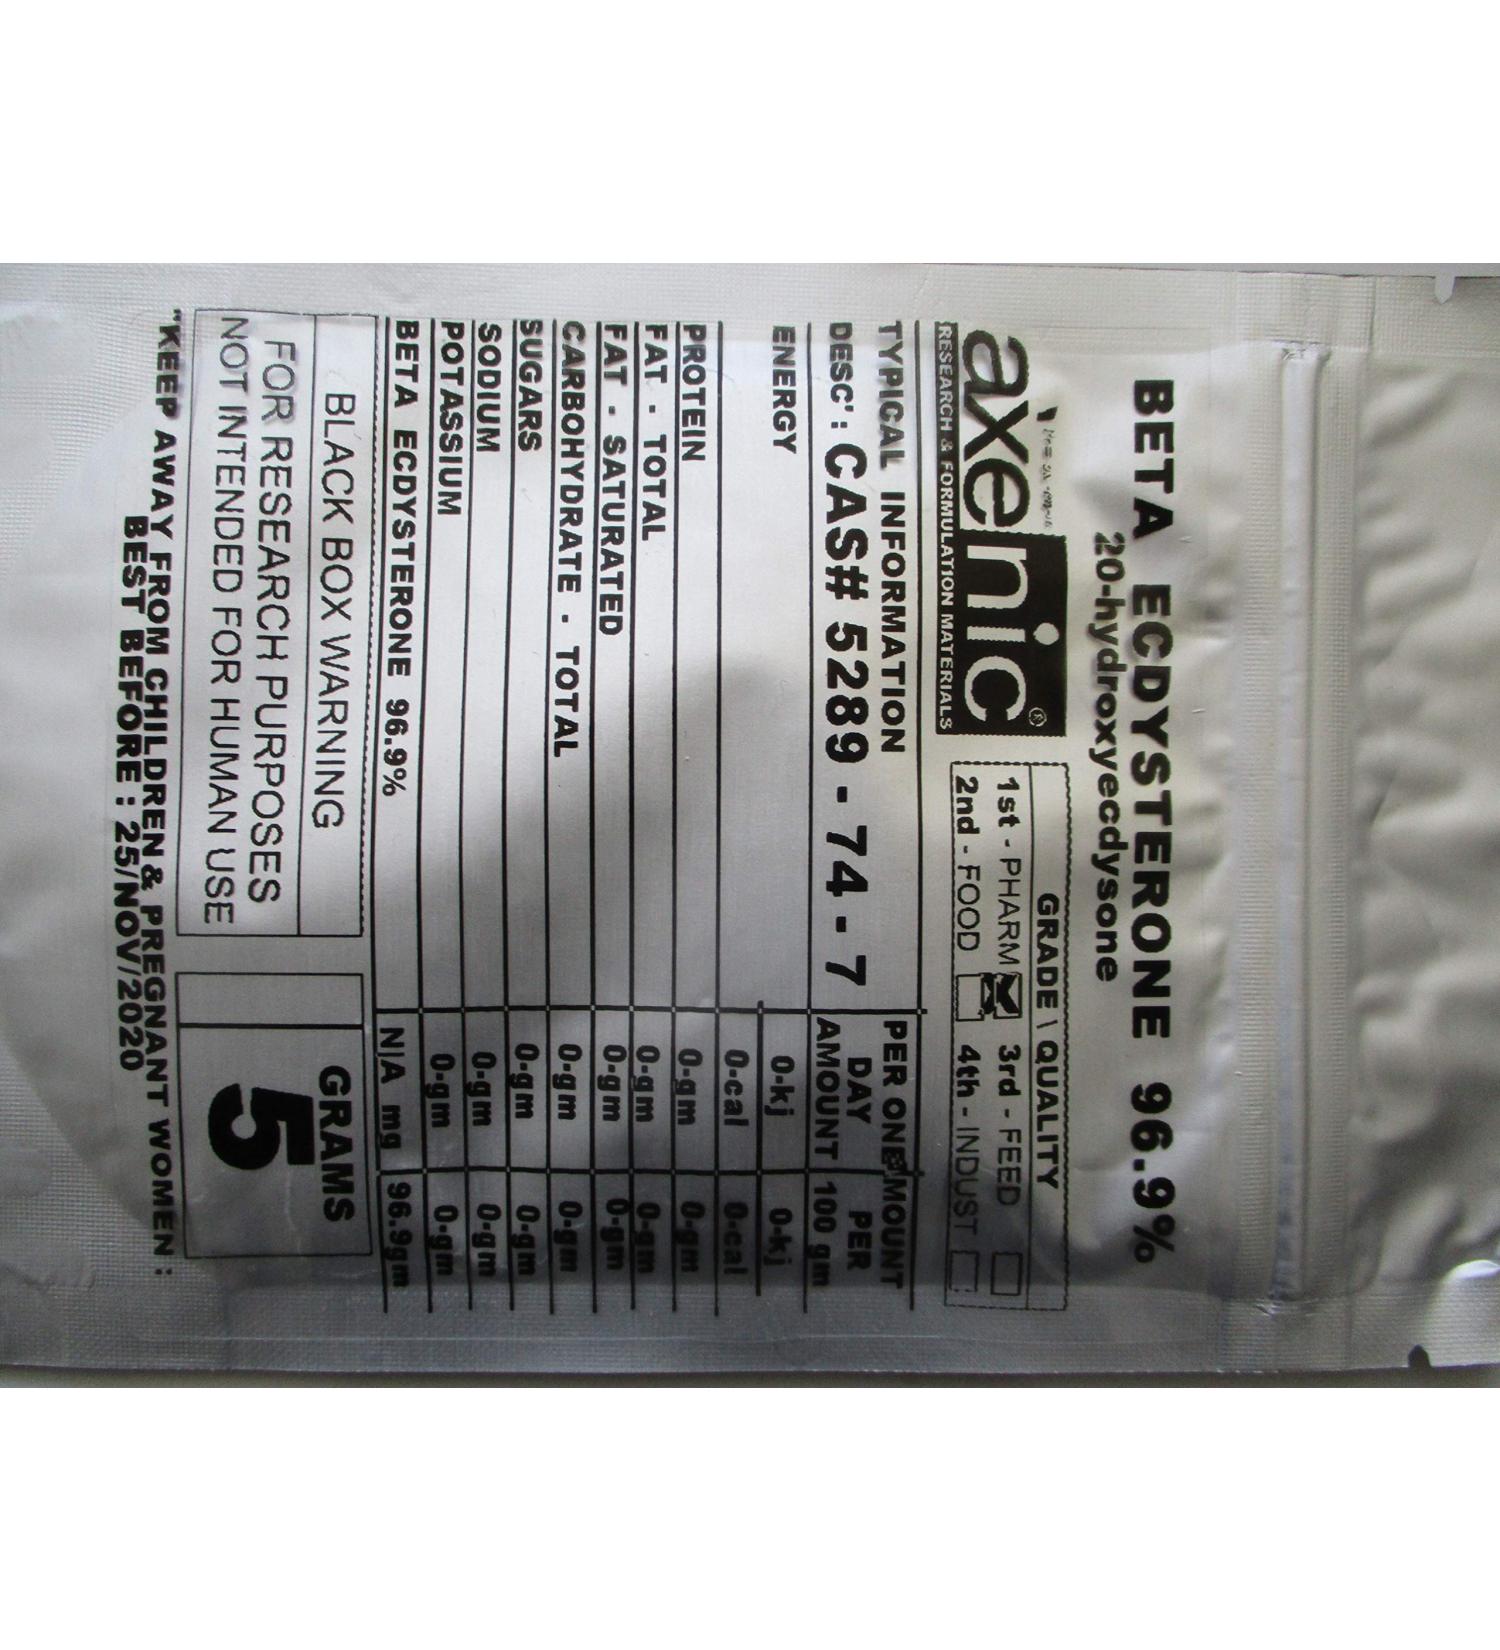 BETA ECDYSTERONE 96.9%
20-hydroxyecdysone
axenic®
RESEARCH & FORMULATION MATERIALS
GRADE \ QUALITY
1st - PHARM 3rd - FEED
2nd - FOOD 4th - INDUST
TYPICAL INFORMATION PER ONE AMOUNT
DAY PER
DESC': CAS# 5289 - 74 - 7 AMOUNT 100 gm
ENERGY 0-kj 0-kj
0-cal 0-cal
PROTEIN 0-gm 0-gm
FAT - TOTAL 0-gm 0-gm
FAT - SATURATED 0-gm 0-gm
CARBOHYDRATE - TOTAL 0-gm 0-gm
SUGARS 0-gm 0-gm
SODIUM 0-gm 0-gm
POTASSIUM 0-gm 0-gm
BETA ECDYSTERONE 96.9% N|A mg 96.9gm
BLACK BOX WARNING
FOR RESEARCH PURPOSES
NOT INTENDED FOR HUMAN USE
GRAMS
5
"KEEP AWAY FROM CHILDREN & PREGNANT WOMEN :
BEST BEFORE : 25/NOV/2020